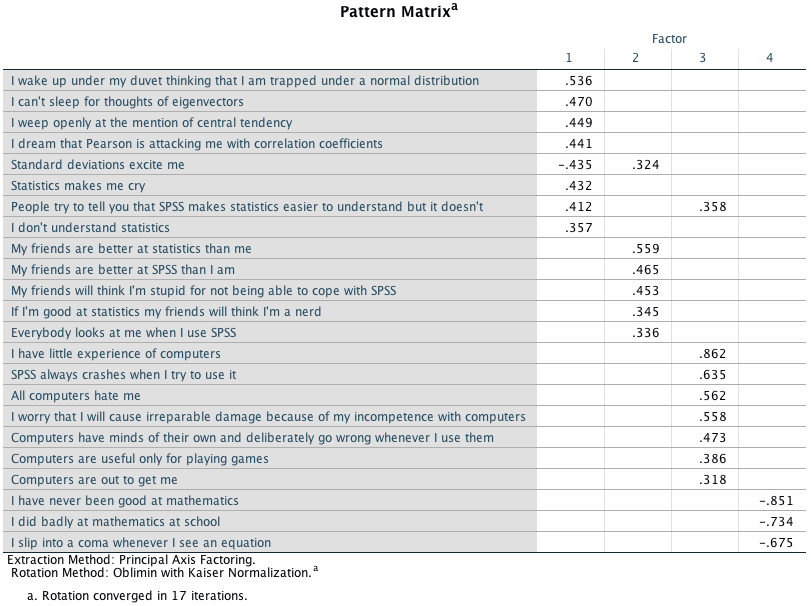 Pattern Matrixa
Factor
1 2 3 4
I wake up under my duvet thinking that I am trapped under a normal distribution .536
I can't sleep for thoughts of eigenvectors .470
I weep openly at the mention of central tendency .449
I dream that Pearson is attacking me with correlation coefficients .441
Standard deviations excite me -.435 .324
Statistics makes me cry .432
People try to tell you that SPSS makes statistics easier to understand but it doesn't .412 .358
I don't understand statistics .357
My friends are better at statistics than me .559
My friends are better at SPSS than I am .465
My friends will think I'm stupid for not being able to cope with SPSS .453
If I'm good at statistics my friends will think I'm a nerd .345
Everybody looks at me when I use SPSS .336
I have little experience of computers .862
SPSS always crashes when I try to use it .635
All computers hate me .562
I worry that I will cause irreparable damage because of my incompetence with computers .558
Computers have minds of their own and deliberately go wrong whenever I use them .473
Computers are useful only for playing games .386
Computers are out to get me .318
I have never been good at mathematics -.851
I did badly at mathematics at school -.734
I slip into a coma whenever I see an equation -.675
Extraction Method: Principal Axis Factoring.
Rotation Method: Oblimin with Kaiser Normalization.a
a. Rotation converged in 17 iterations.